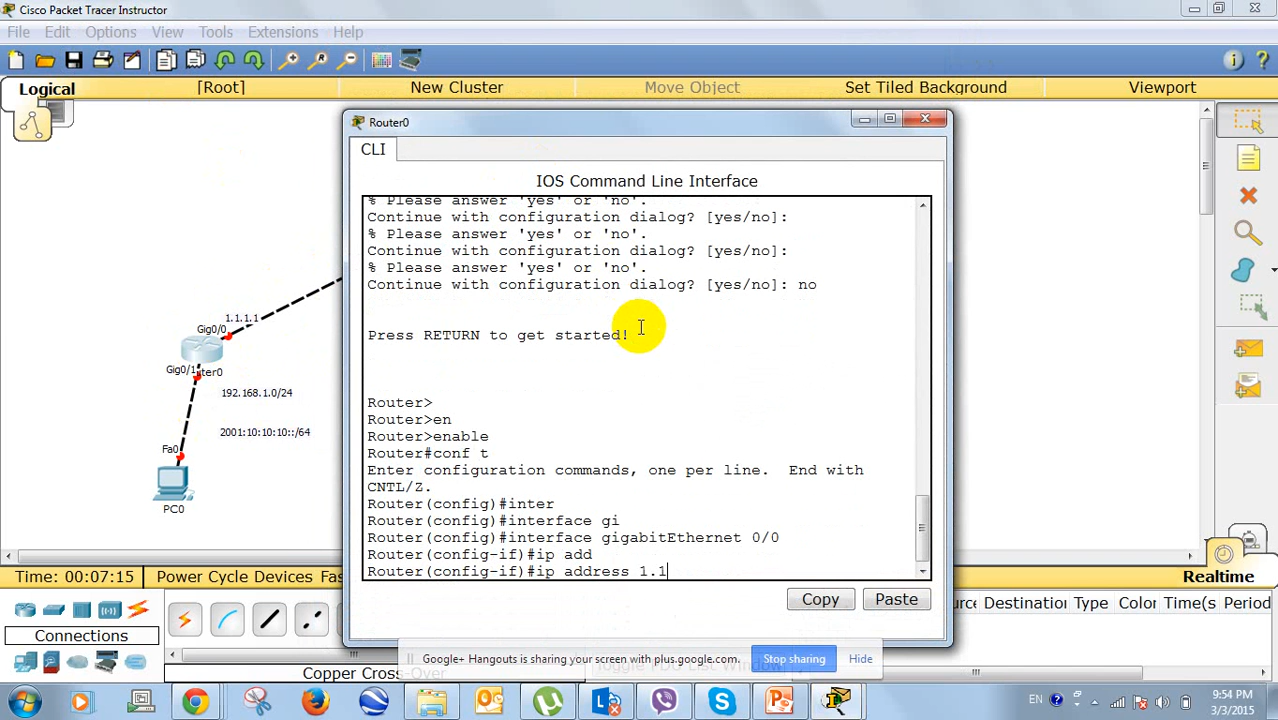 Cisco Packet Tracer Instructor
File Edit Options View Tools Extensions Help
Logical [Root] New Cluster Move Object Set Tiled Background Viewport
Router0
CLI
IOS Command Line Interface
% Please answer 'yes' or 'no'.
Continue with configuration dialog? [yes/no]:
% Please answer 'yes' or 'no'.
Continue with configuration dialog? [yes/no]:
% Please answer 'yes' or 'no'.
Continue with configuration dialog? [yes/no]: no
Press RETURN to get started!
Router>
Router>en
Router>enable
Router#conf t
Enter configuration commands, one per line. End with
CNTL/Z.
Router(config)#inter
Router(config)#interface gi
Router(config)#interface gigabitEthernet 0/0
Router(config-if)#ip add
Router(config-if)#ip address 1.1
Copy Paste
1.1.1.1
Gig0/0
Gig0/1 ter0
192.168.1.0/24
2001:10:10:10::/64
Fa0
PC0
Time: 07:07:15 Power Cycle Devices Realtime
Destination Type Color Time(s) Period
Connections
Google+ Hangouts is sharing your screen with plus.google.com. Stop sharing Hide
Copper Cross-Over
EN
9:54 PM
3/3/2015